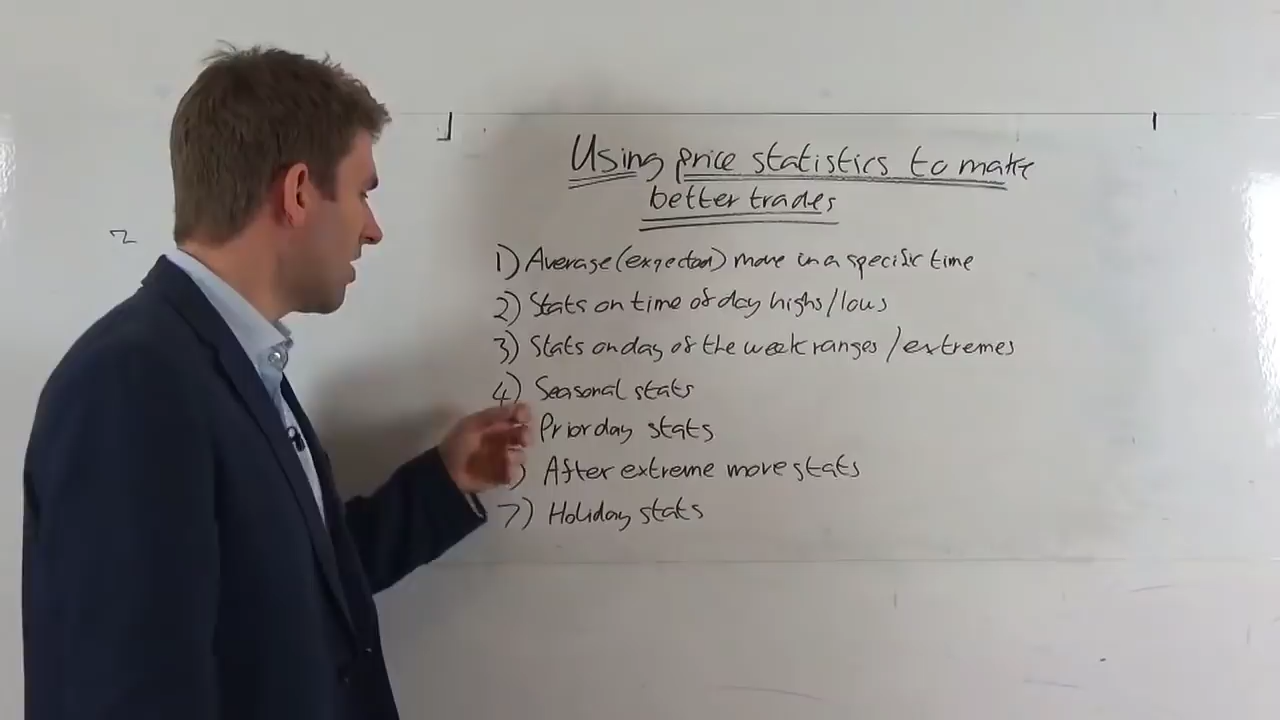 Using price statistics to make
better trades
1) Average (expected) move in a specific time
2) Stats on time of day highs/lows
3) Stats on day of the week ranges/extremes
4) Seasonal stats
Prior day stats
) After extreme move stats
7) Holiday stats